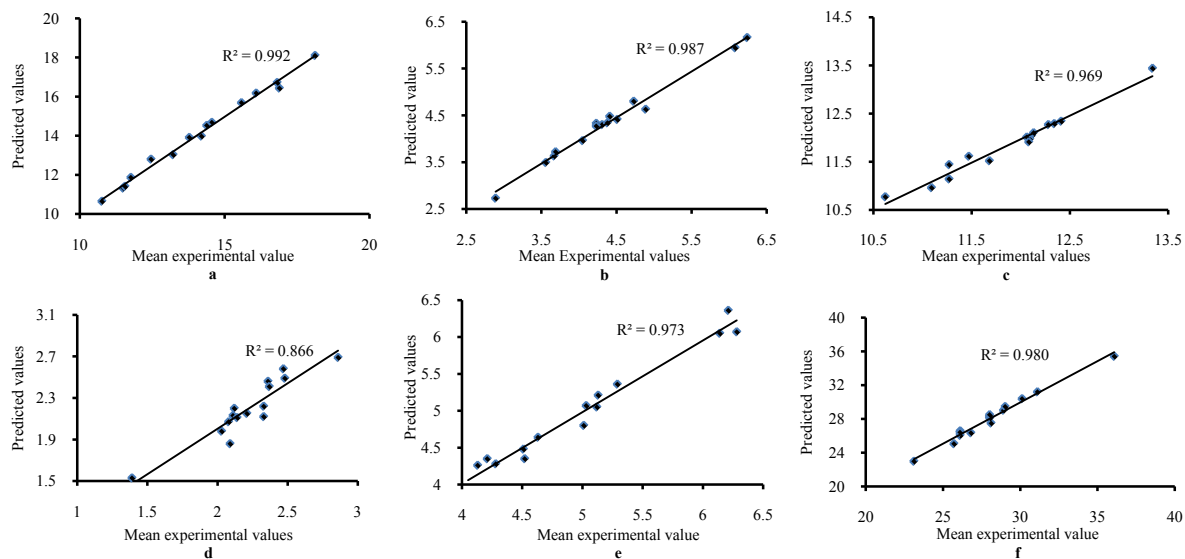 20
18
16
14
12
10
10
15
20
R² = 0.992
Predicted values
Mean experimental value
a
6.5
5.5
4.5
3.5
2.5
2.5
3.5
4.5
5.5
6.5
R² = 0.987
Predicted value
Mean Experimental values
b
14.5
13.5
12.5
11.5
10.5
10.5
11.5
12.5
13.5
R² = 0.969
Predicted values
Mean experimental values
c
3.1
2.7
2.3
1.9
1.5
1
1.5
2
2.5
3
R² = 0.866
Predicted values
Mean experimental values
d
6.5
6
5.5
5
4.5
4
4
4.5
5
5.5
6
6.5
R² = 0.973
Predicted values
Mean experimental value
e
40
36
32
28
24
20
20
25
30
35
40
R² = 0.980
Predicted values
Mean experimental value
f